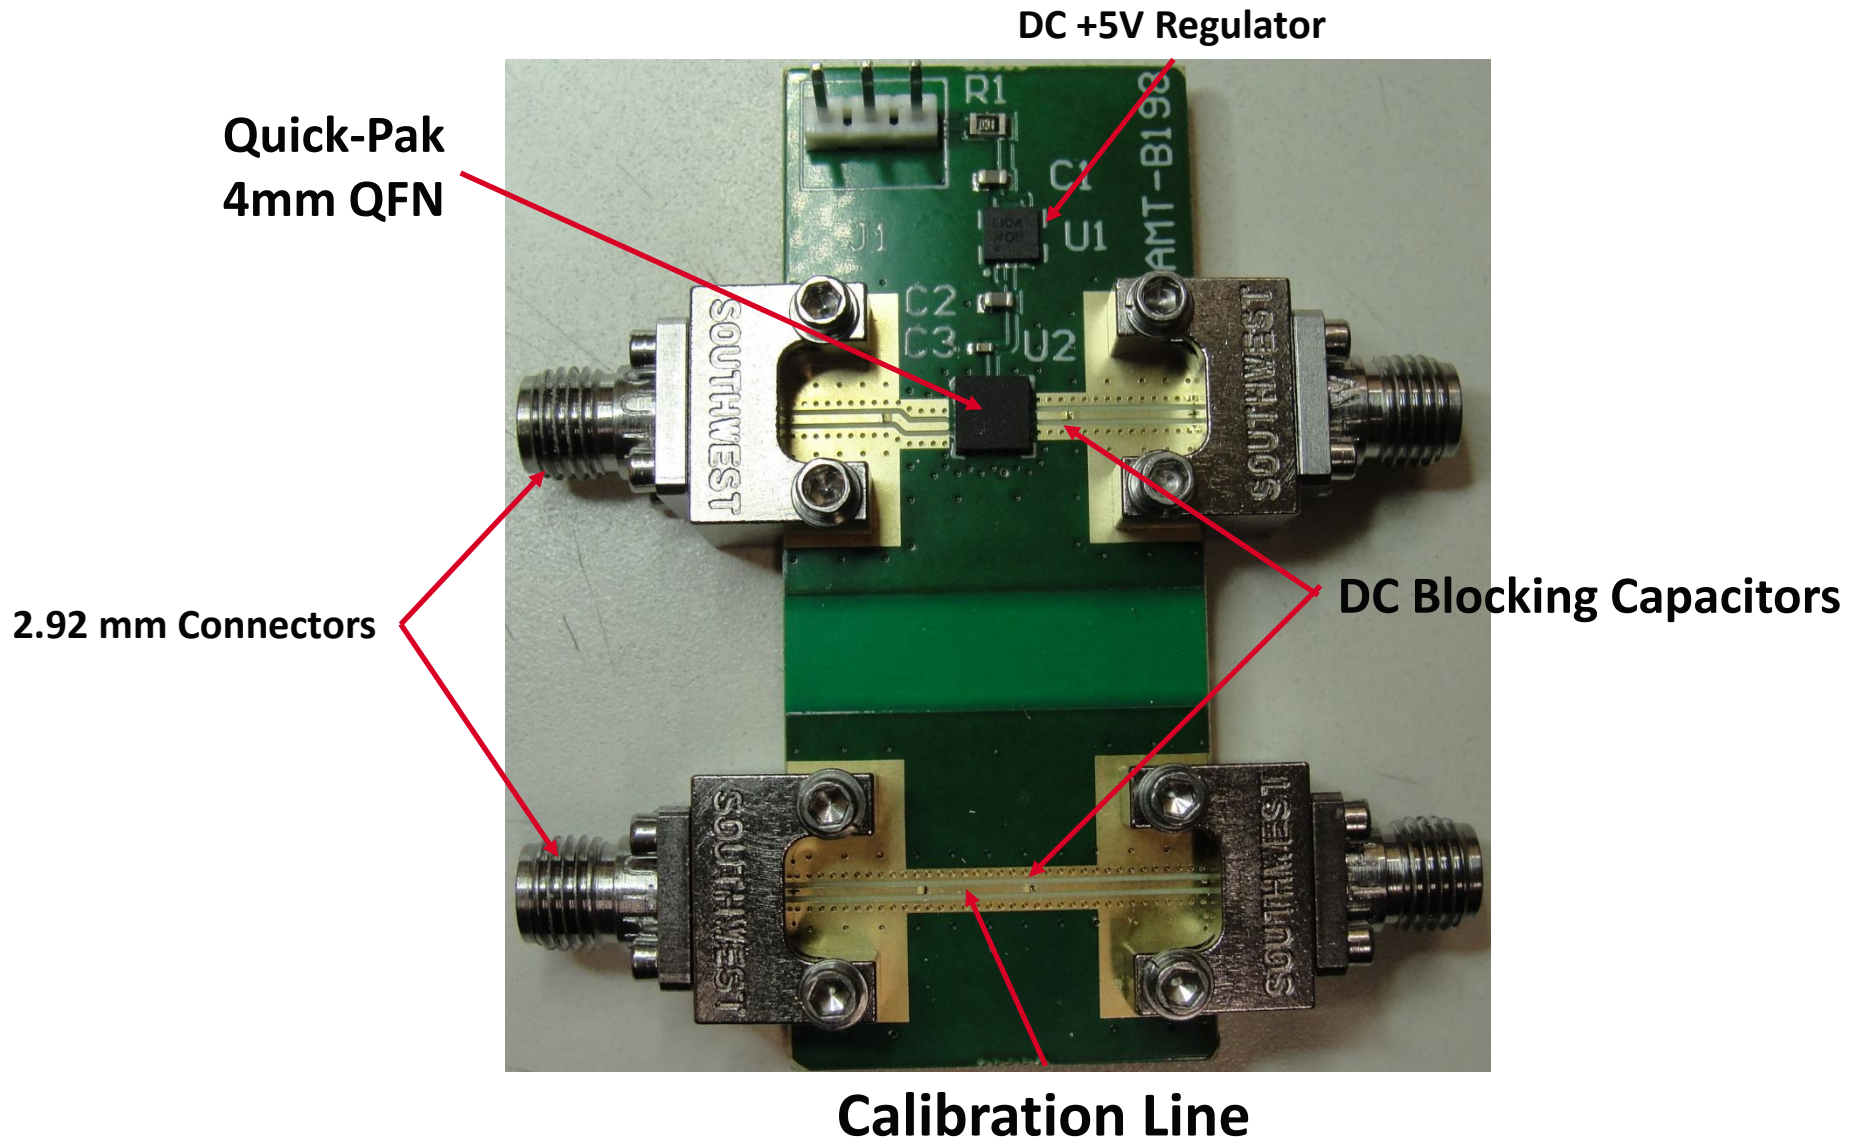 DC +5V Regulator
Quick-Pak
4mm QFN
R1
C1
J1
U1
AMT-B198
C2
C3
U2
SOUTHWEST
SOUTHWEST
2.92 mm Connectors
DC Blocking Capacitors
SOUTHWEST
SOUTHWEST
Calibration Line